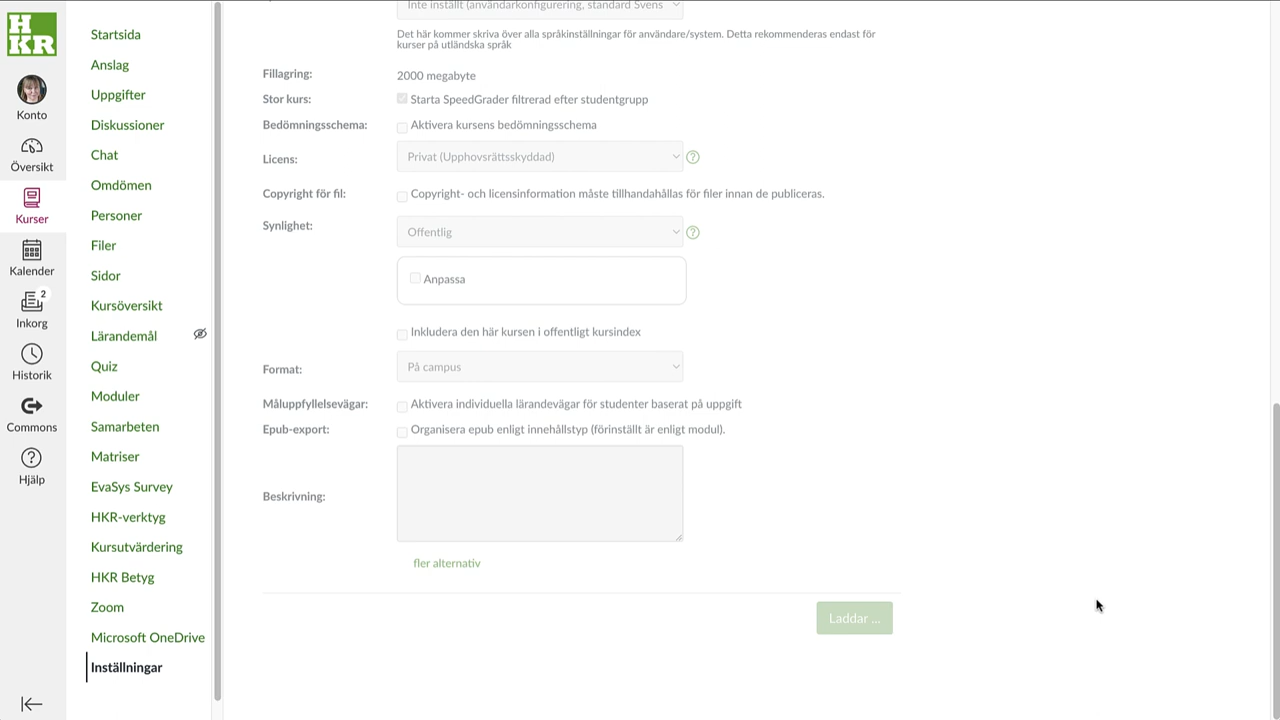 HKR
Konto
Översikt
Kurser
Kalender
2
Inkorg
Historik
Commons
Hjälp
Startsida
Anslag
Uppgifter
Diskussioner
Chat
Omdömen
Personer
Filer
Sidor
Kursöversikt
Lärandemål
Quiz
Moduler
Samarbeten
Matriser
EvaSys Survey
HKR-verktyg
Kursutvärdering
HKR Betyg
Zoom
Microsoft OneDrive
Inställningar
Inte inställt (användarkonfigurering, standard Svens
Det här kommer skriva över alla språkinställningar för användare/system. Detta rekommenderas endast för
kurser på utländska språk
Fillagring: 2000 megabyte
Stor kurs: Starta SpeedGrader filtrerad efter studentgrupp
Bedömningsschema: Aktivera kursens bedömningsschema
Licens: Privat (Upphovsrättsskyddad) ?
Copyright för fil: Copyright- och licensinformation måste tillhandahållas för filer innan de publiceras.
Synlighet: Offentlig ?
Anpassa
Inkludera den här kursen i offentligt kursindex
Format: På campus
Måluppfyllelsevägar: Aktivera individuella lärandevägar för studenter baserat på uppgift
Epub-export: Organisera epub enligt innehållstyp (förinställt är enligt modul).
Beskrivning:
fler alternativ
Laddar ...